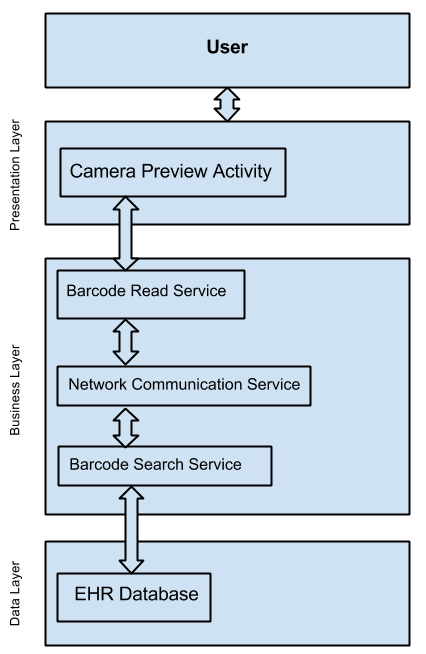 User
Presentation Layer
Camera Preview Activity
Business Layer
Barcode Read Service
Network Communication Service
Barcode Search Service
Data Layer
EHR Database